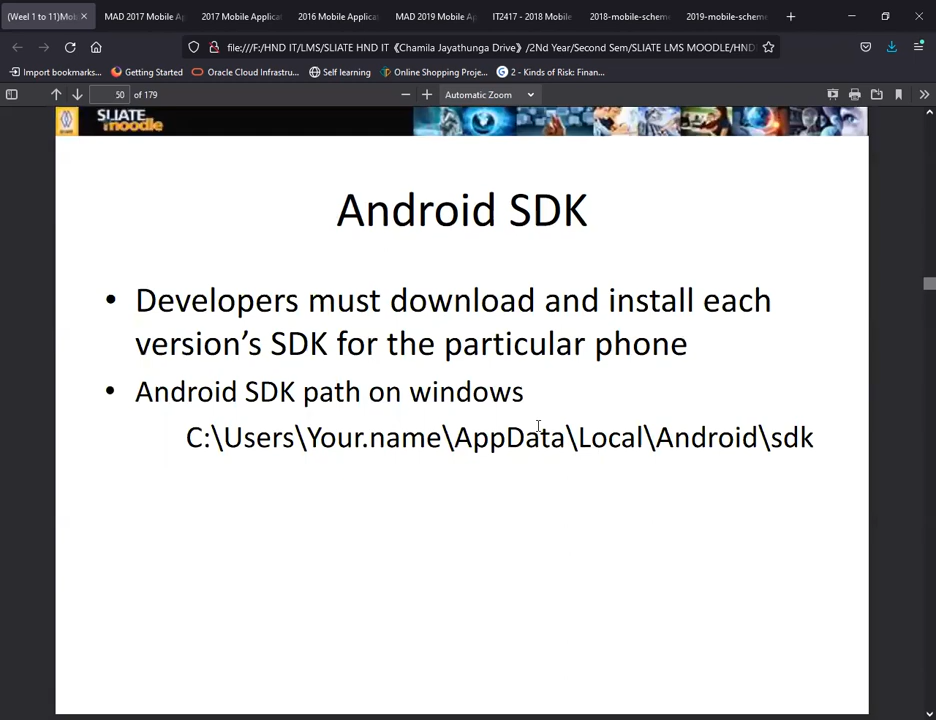 (Weel 1 to 11)Mob
MAD 2017 Mobile Ap
2017 Mobile Applicat
2016 Mobile Applicat
MAD 2019 Mobile Ap
IT2417 - 2018 Mobile
2018-mobile-scheme
2019-mobile-scheme
file:///F:/HND IT/LMS/SLIATE HND IT 《Chamila Jayathunga Drive》/2Nd Year/Second Sem/SLIATE LMS MOODLE/HND
Import bookmarks...
Getting Started
Oracle Cloud Infrastru...
Self learning
Online Shopping Proje...
2 - Kinds of Risk: Finan...
50 of 179
Automatic Zoom
SLIATE
moodle
Android SDK
• Developers must download and install each
version’s SDK for the particular phone
• Android SDK path on windows
C:\Users\Your.name\AppData\Local\Android\sdk